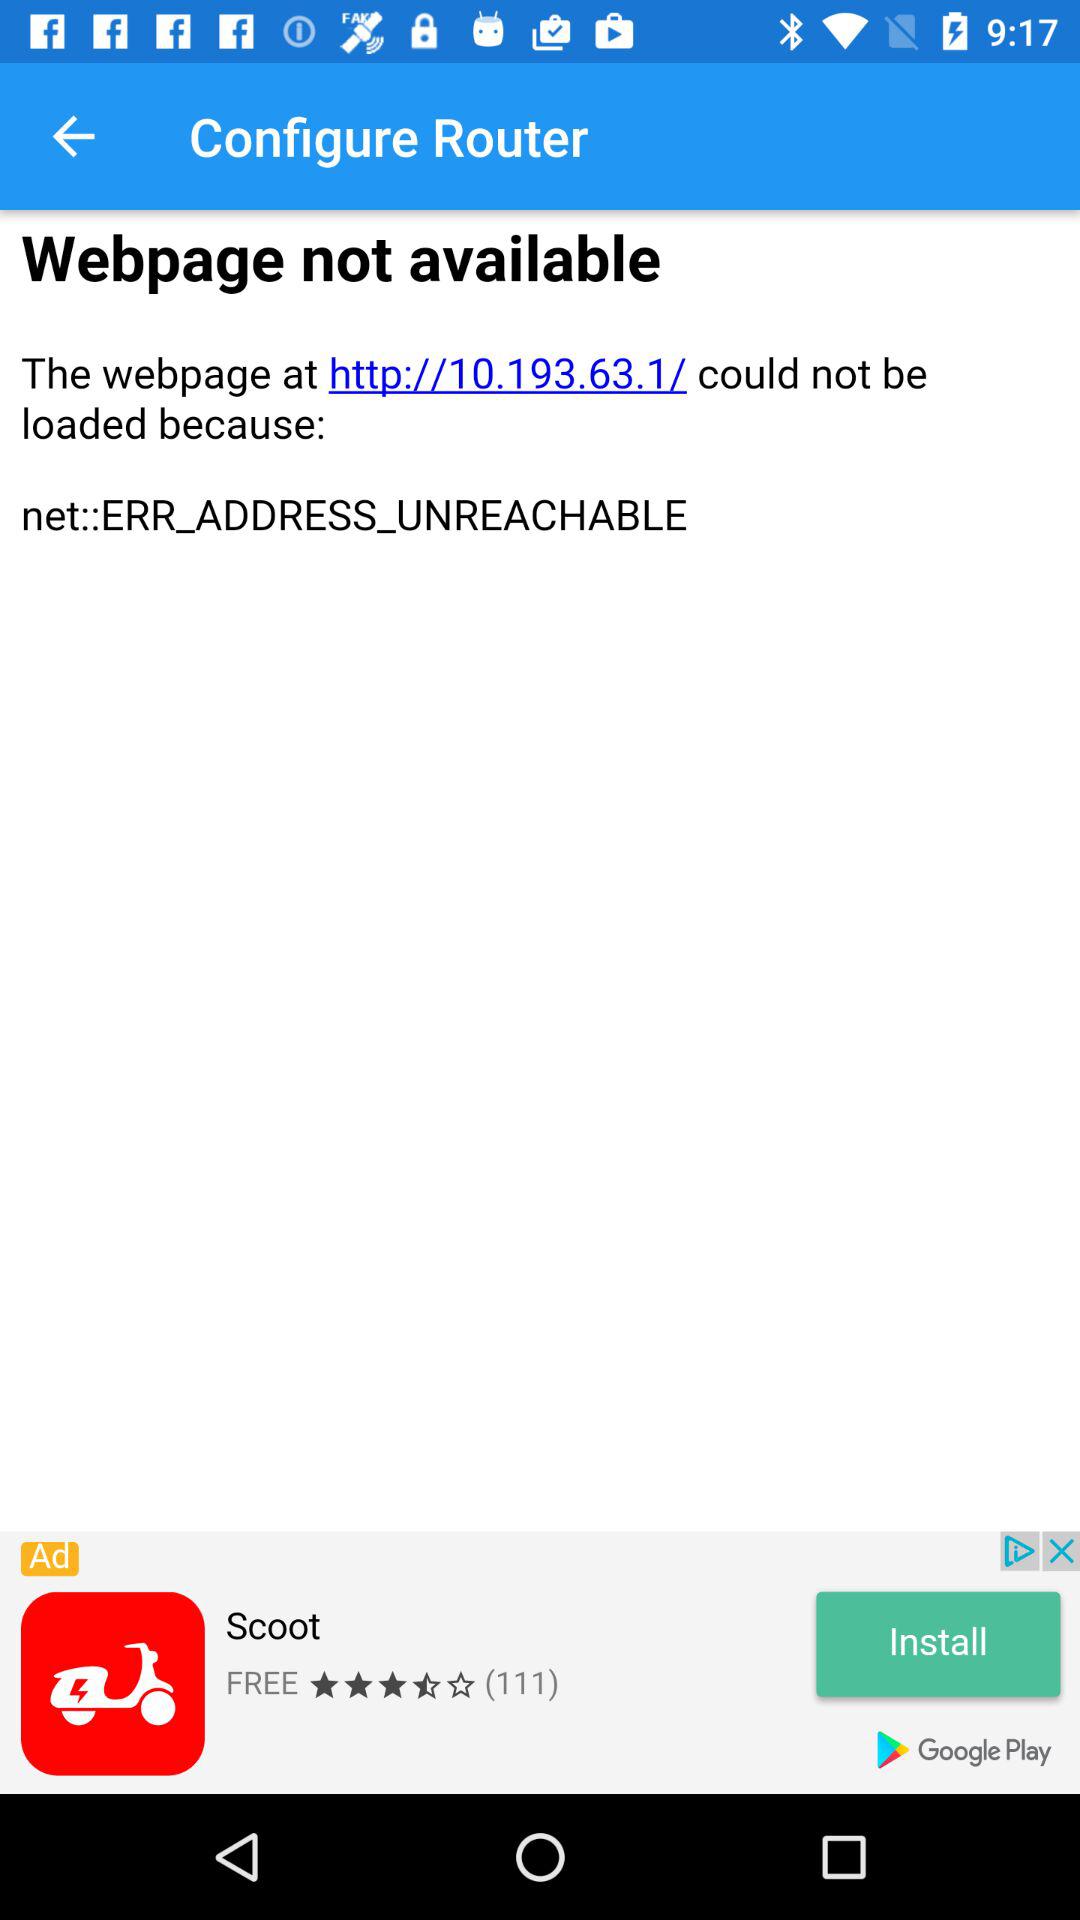 FAKE
9:17
Configure Router
Webpage not available
The webpage at http://10.193.63.1/ could not be
loaded because:
net::ERR_ADDRESS_UNREACHABLE
Ad
Scoot
FREE (111)
Install
Google Play